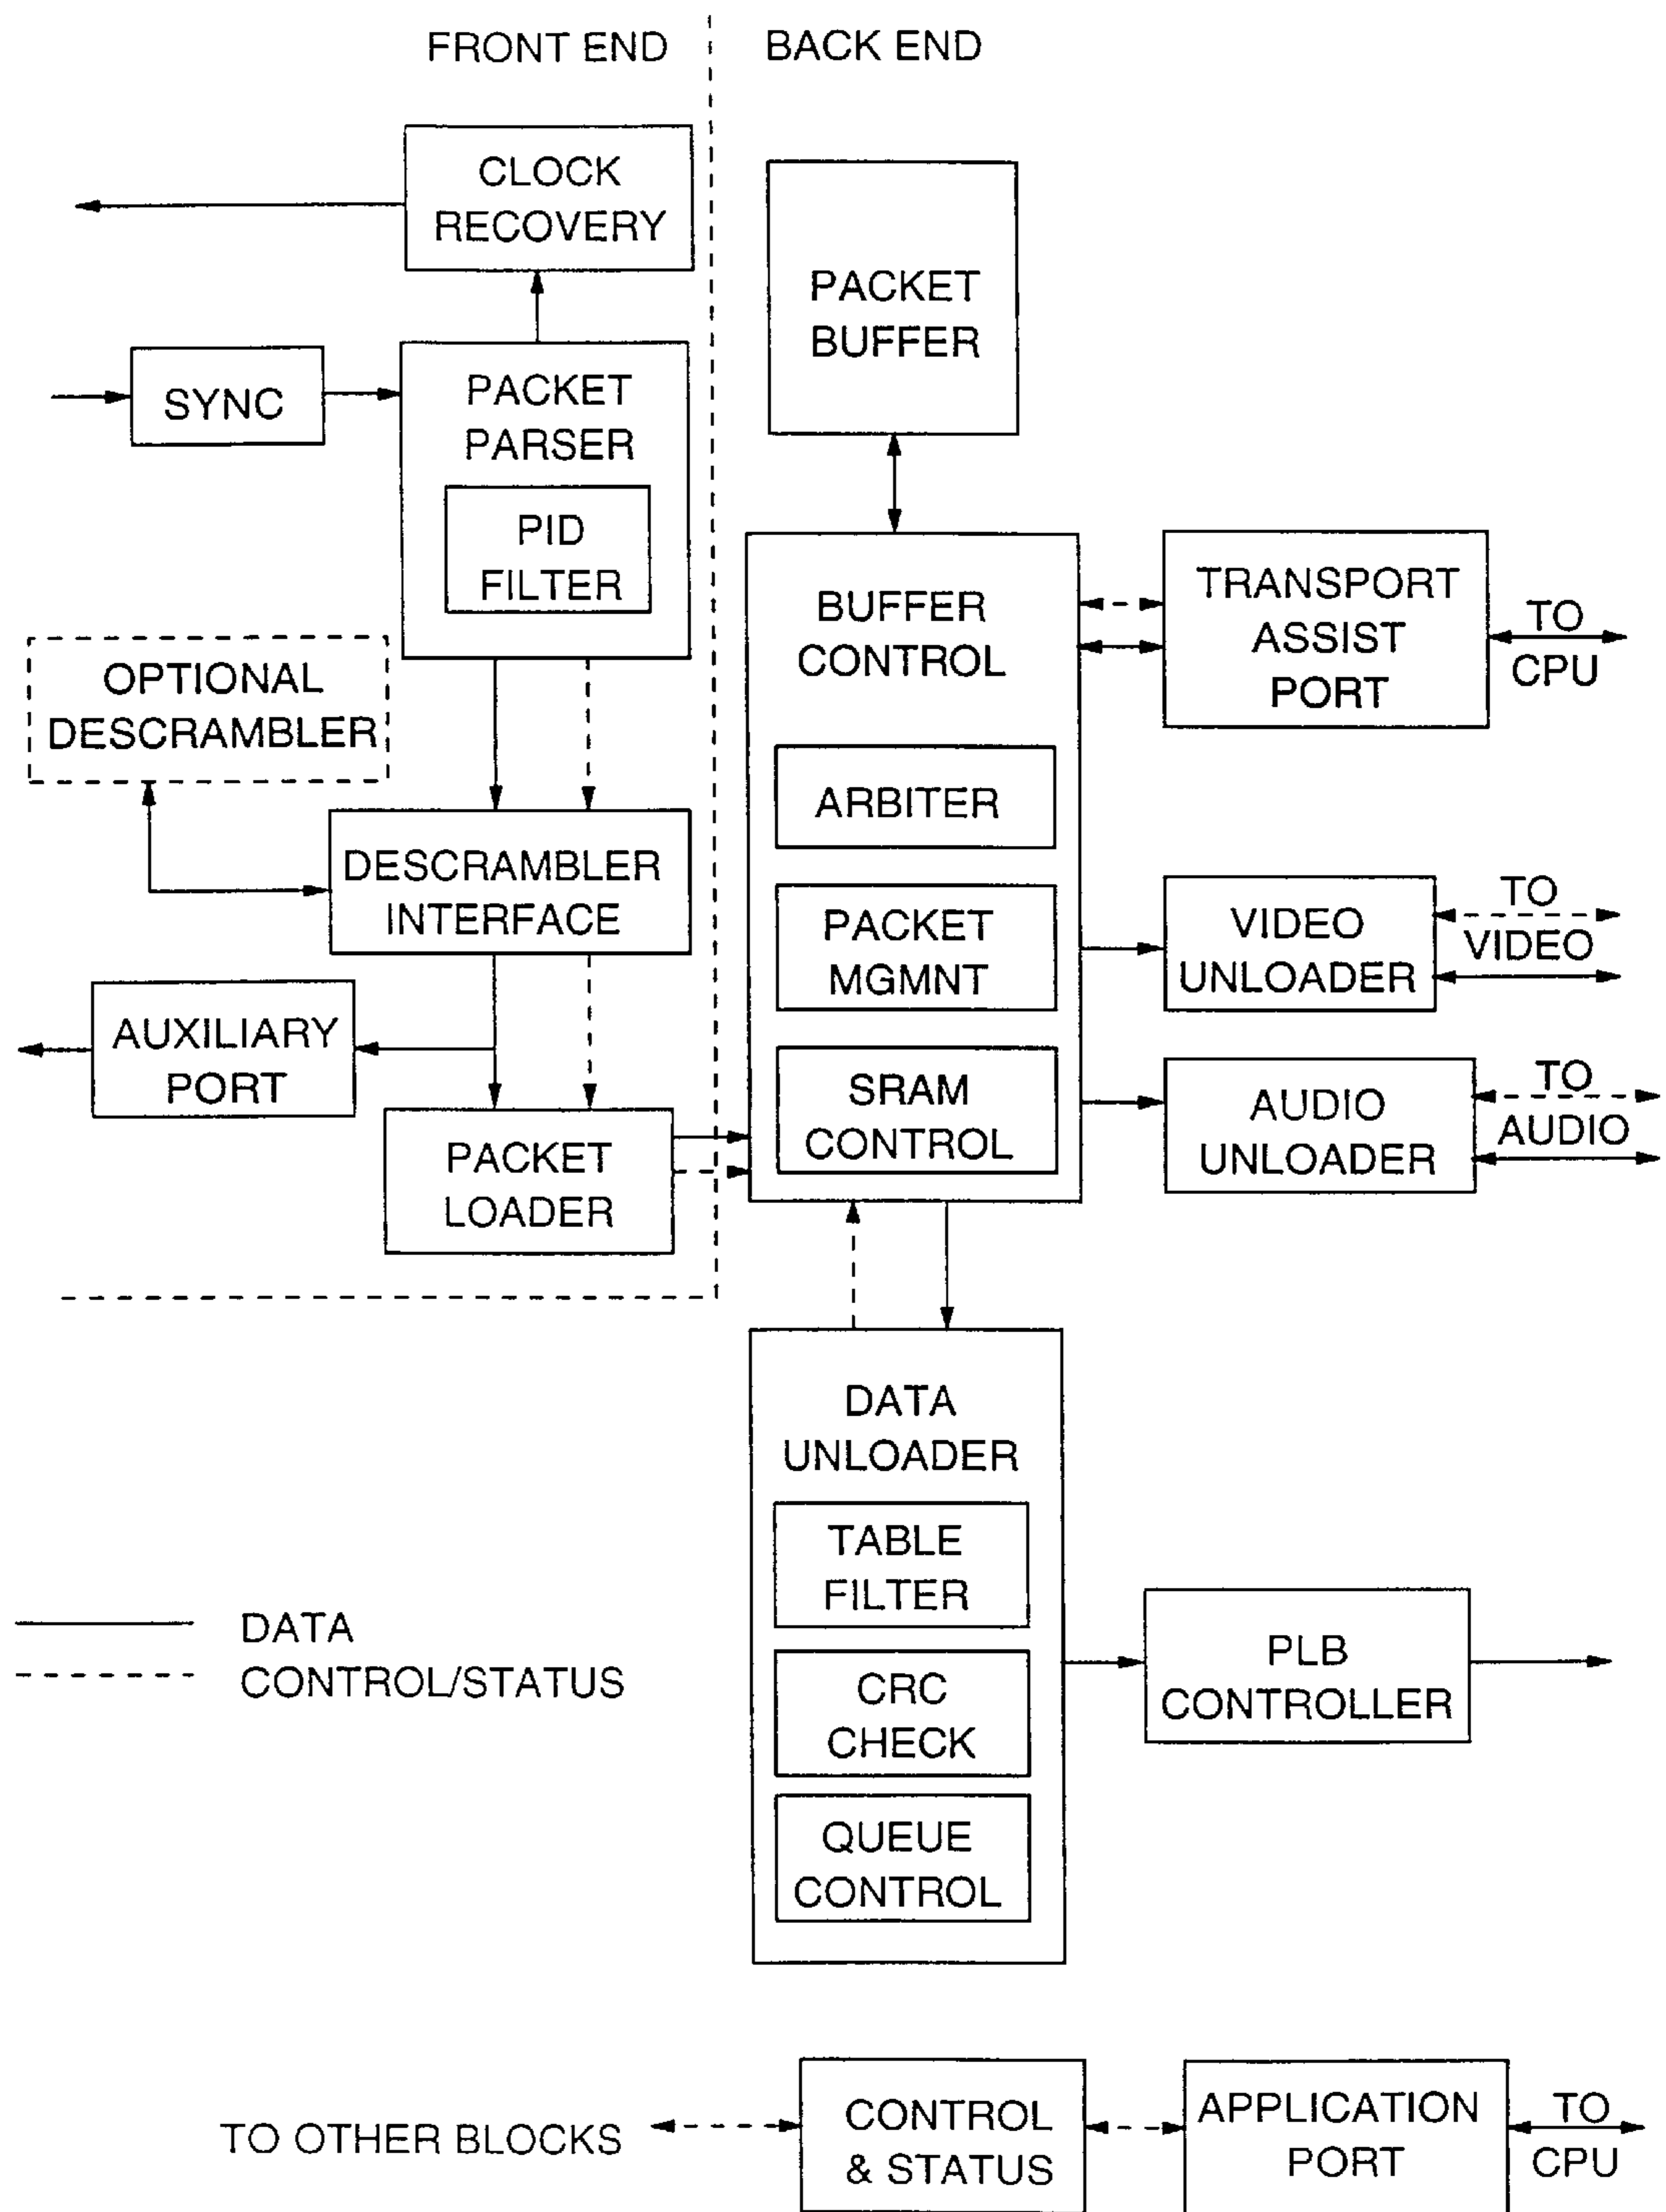 FRONT END
BACK END
CLOCK
RECOVERY
PACKET
BUFFER
SYNC
PACKET
PARSER
PID
FILTER
OPTIONAL
DESCRAMBLER
DESCRAMBLER
INTERFACE
AUXILIARY
PORT
PACKET
LOADER
BUFFER
CONTROL
ARBITER
PACKET
MGMNT
SRAM
CONTROL
TRANSPORT
ASSIST
PORT
TO
CPU
VIDEO
UNLOADER
TO
VIDEO
AUDIO
UNLOADER
TO
AUDIO
DATA
UNLOADER
TABLE
FILTER
CRC
CHECK
QUEUE
CONTROL
PLB
CONTROLLER
DATA
CONTROL/STATUS
TO OTHER BLOCKS
CONTROL
& STATUS
APPLICATION
PORT
TO
CPU